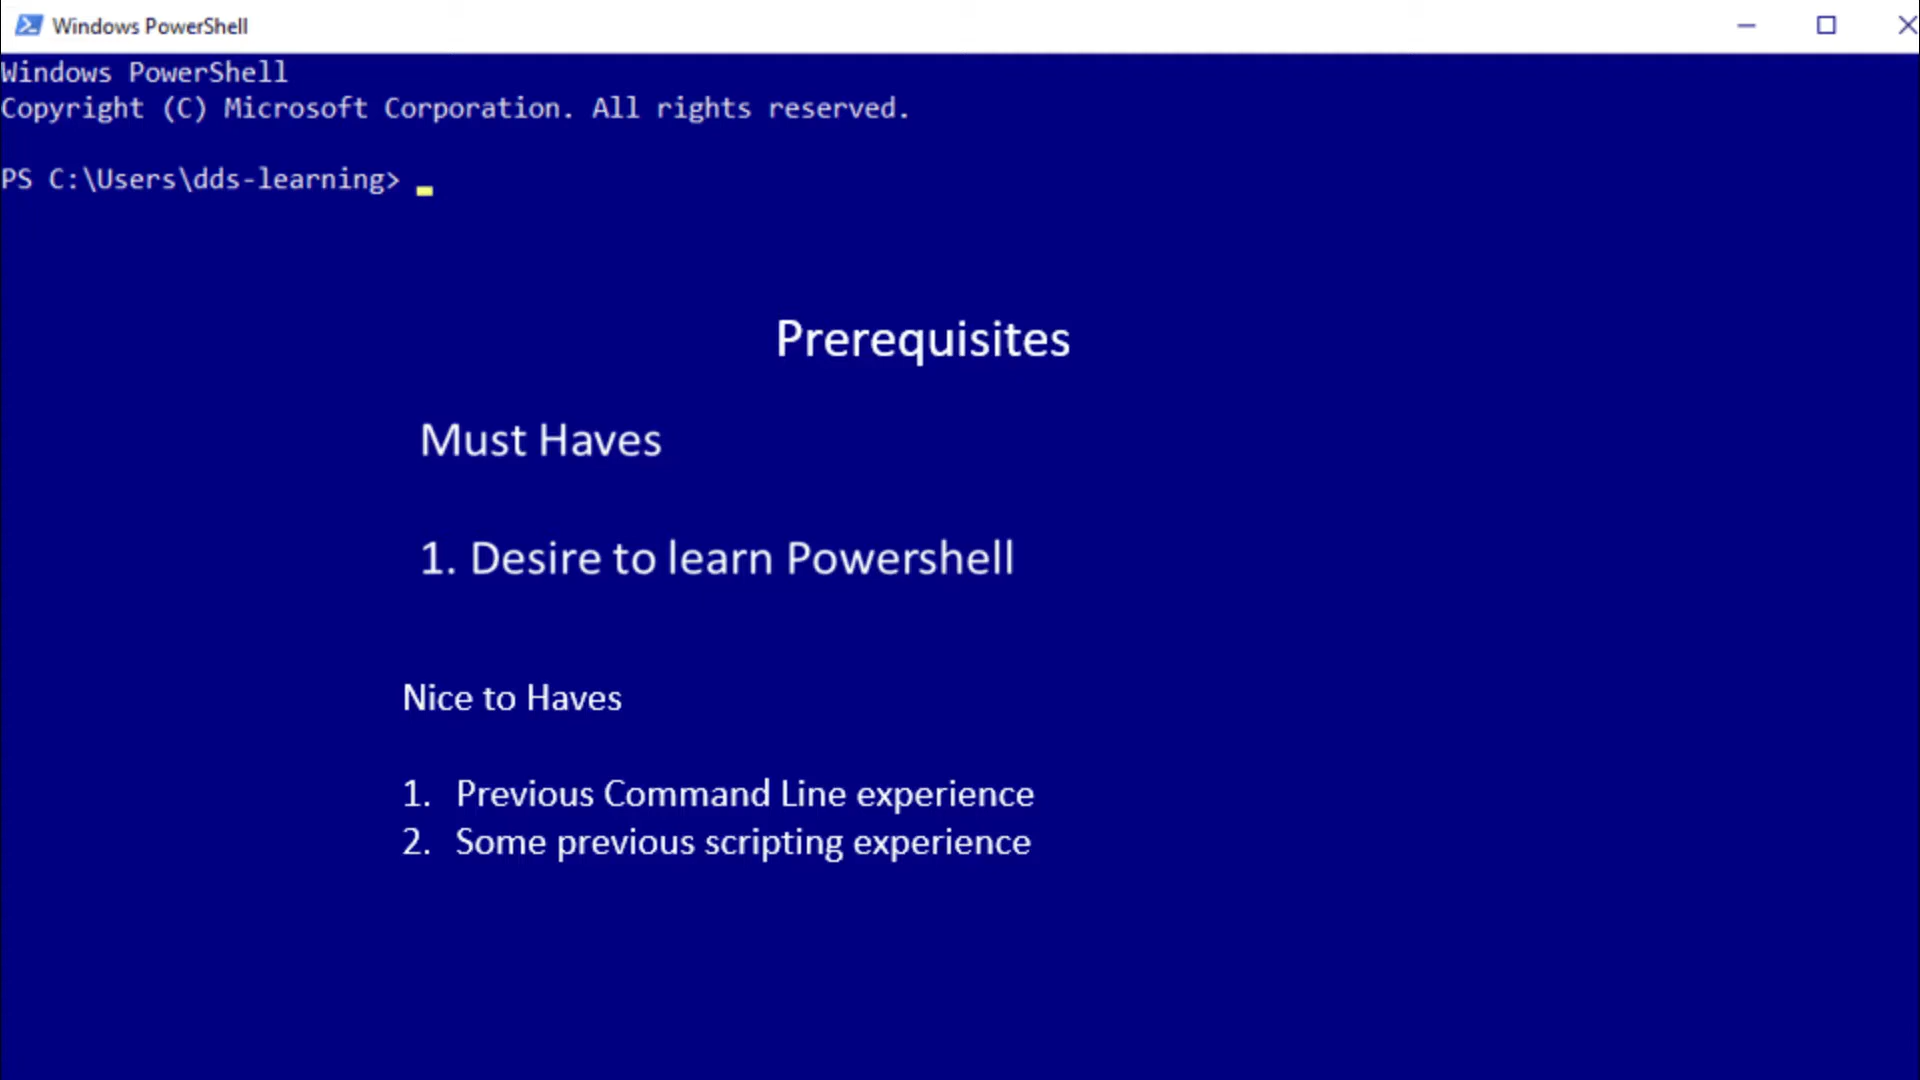 Windows PowerShell
Windows PowerShell
Copyright (C) Microsoft Corporation. All rights reserved.
PS C:\Users\dds-learning>
Prerequisites
Must Haves
1. Desire to learn Powershell
Nice to Haves
1. Previous Command Line experience
2. Some previous scripting experience